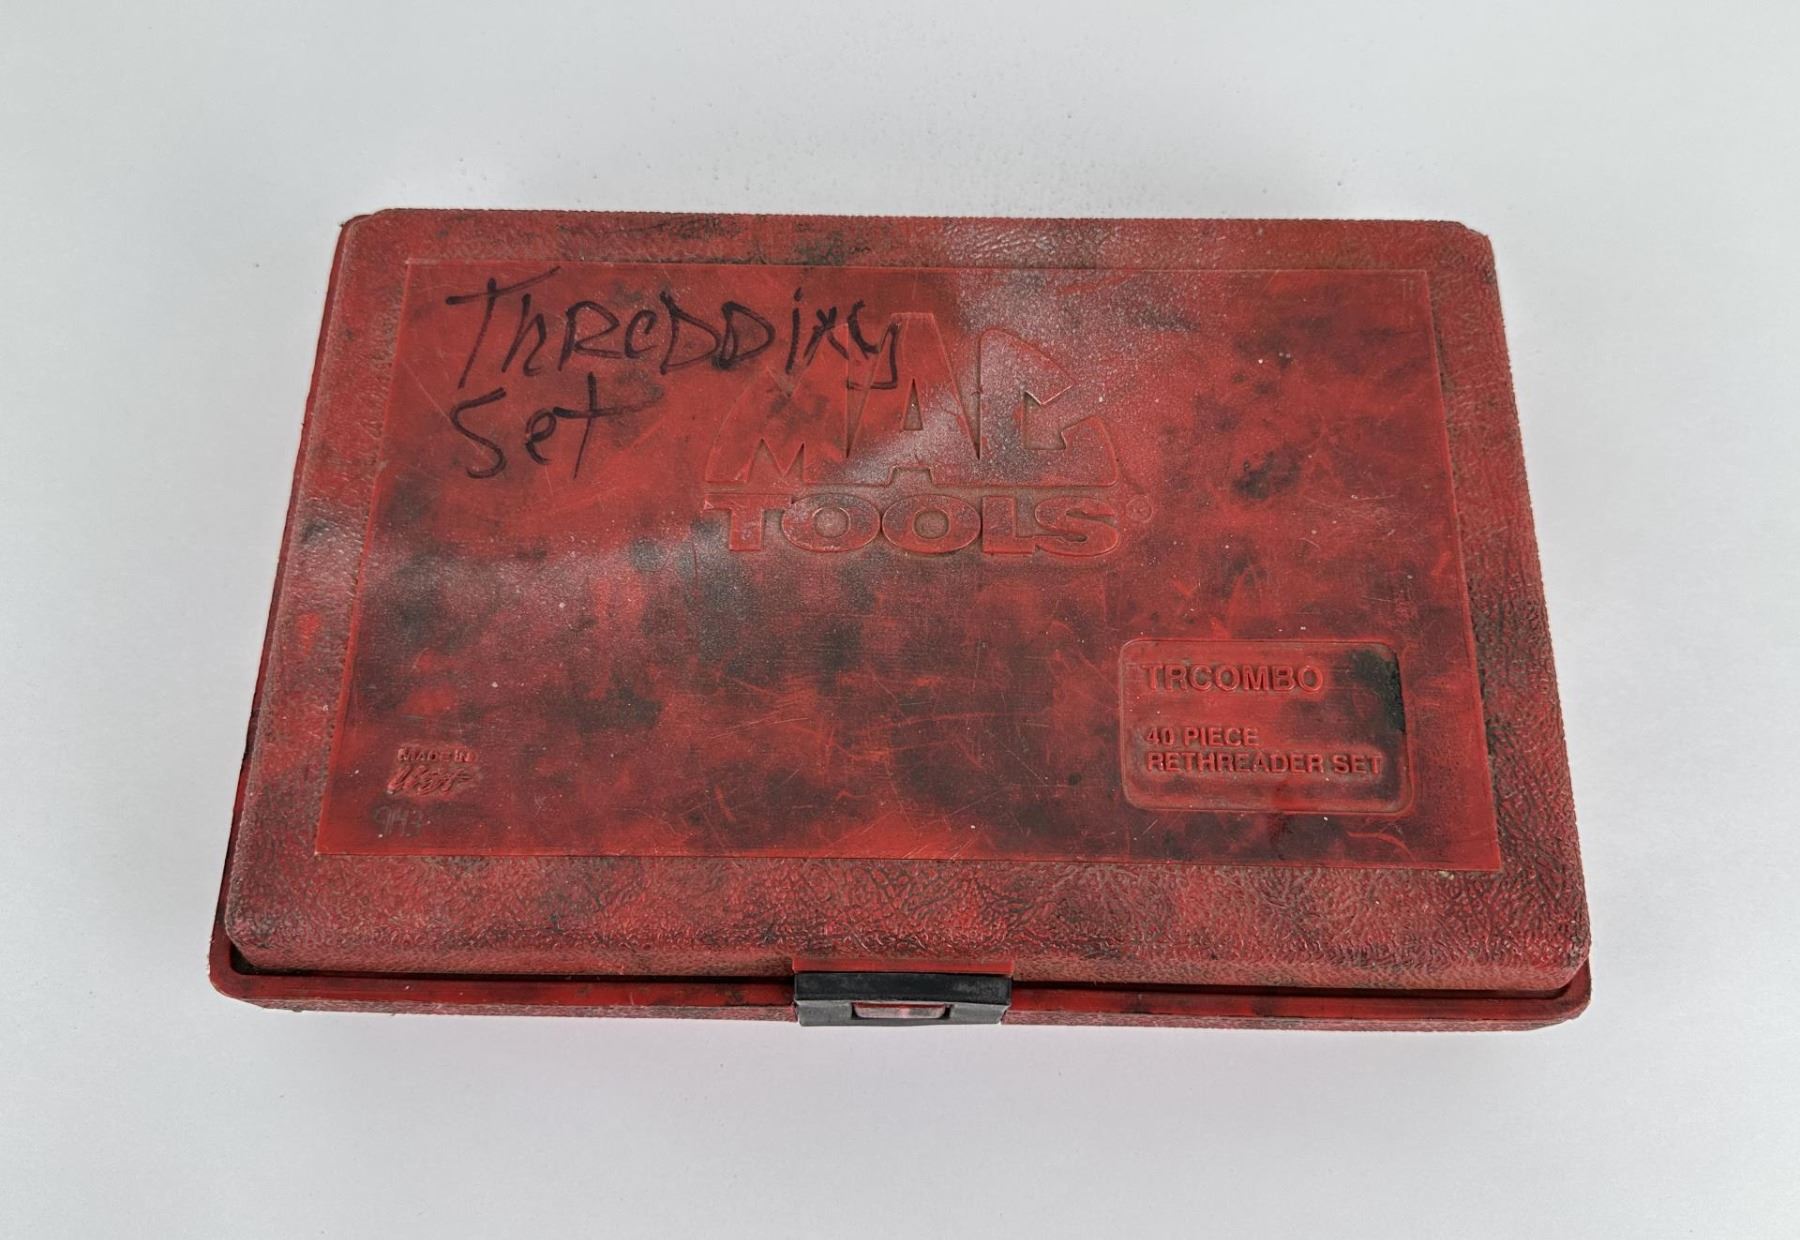 ThReDDing
Set
MAC
TOOLS®
TRCOMBO
40 PIECE
RETHREADER SET
MADE IN
USA